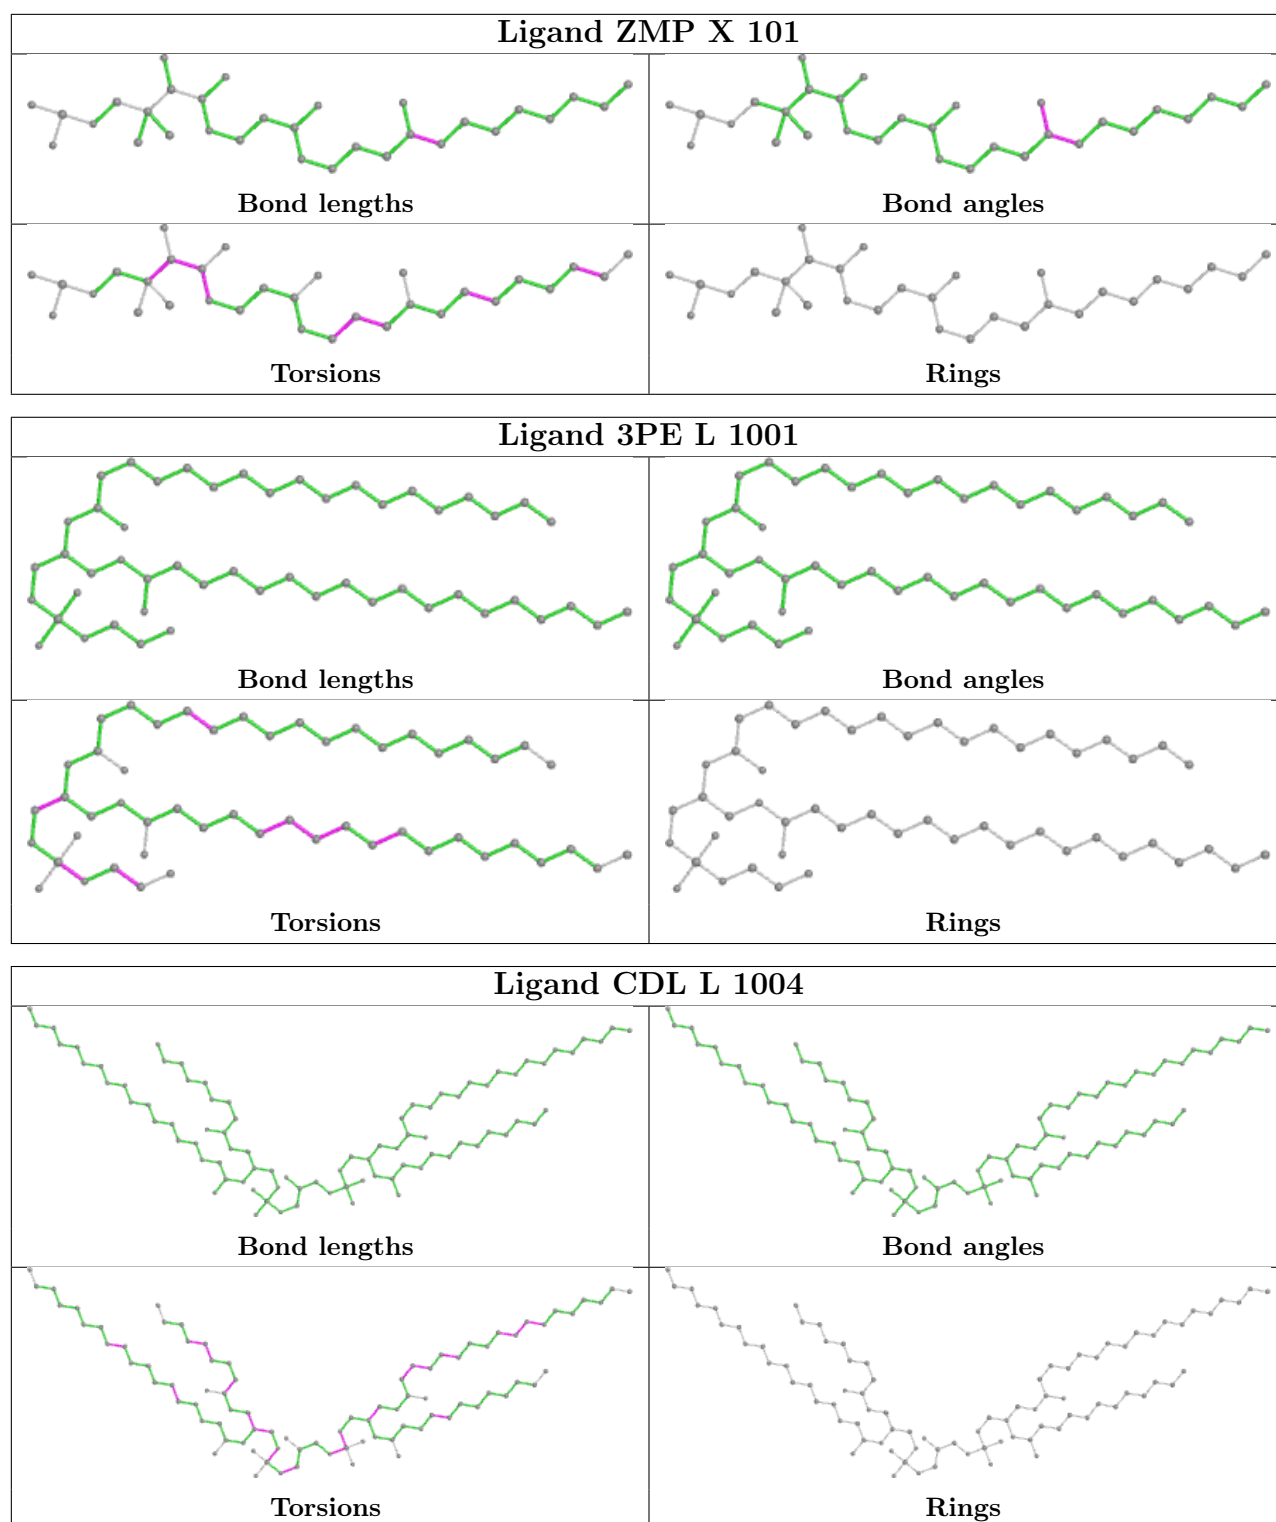 Ligand ZMP X 101
Bond lengths
Bond angles
Torsions
Rings
Ligand 3PE L 1001
Bond lengths
Bond angles
Torsions
Rings
Ligand CDL L 1004
Bond lengths
Bond angles
Torsions
Rings